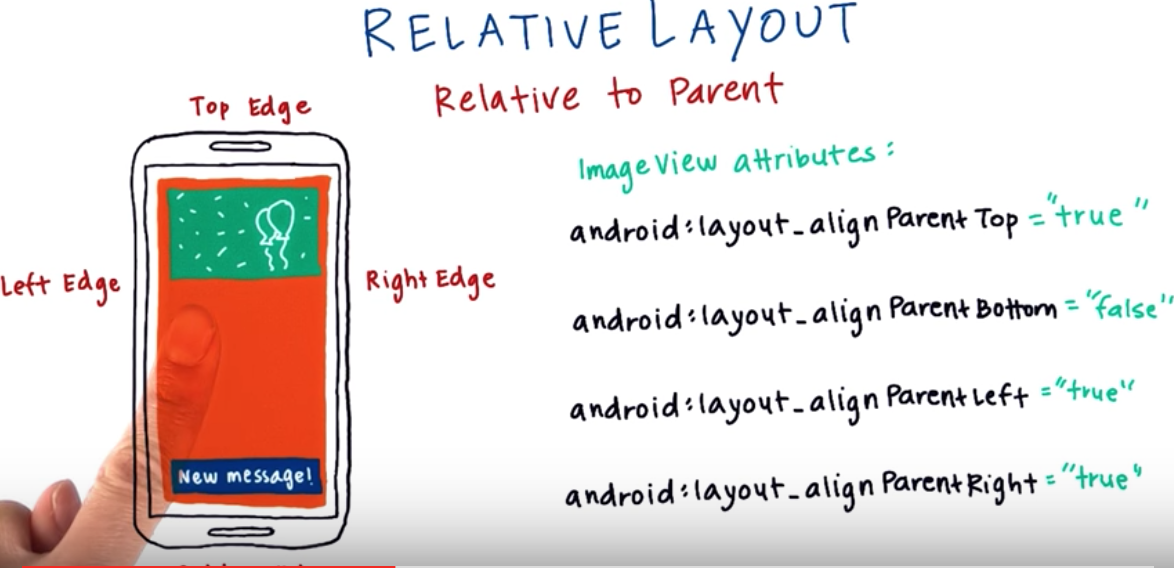 RELATIVE LAYOUT
Relative to Parent
Top Edge
Left Edge
Right Edge
New message!
ImageView attributes:
android:layout_alignParentTop="true"
android:layout_alignParentBottom="false"
android:layout_alignParentLeft="true"
android:layout_alignParentRight="true"